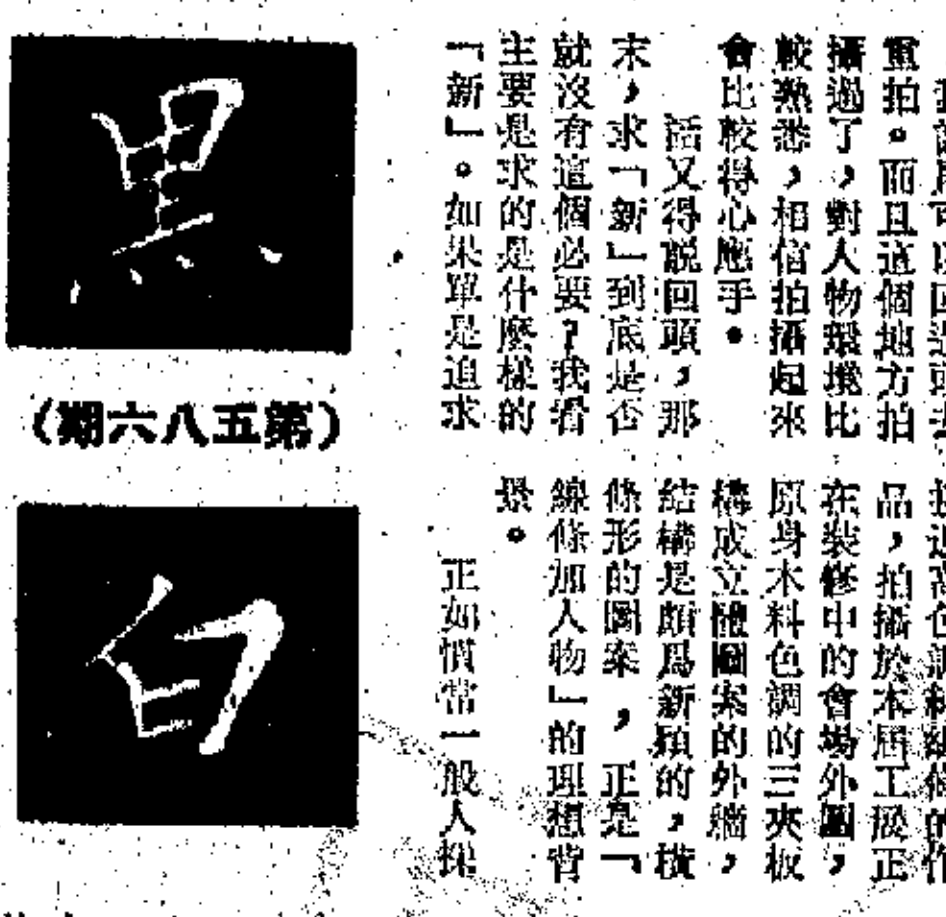 重拍。而且這個地方拍
攝過了，對人物環境比
較熟悉，相信拍攝起來
會比較得心應手。
話又得説回頭，那
末，求「新」到底是否
就沒有這個必要？我看
主要是求的是什麼樣的
「新」。如果單是追求
品，拍攝於本屆工展正
在裝修中的會場外圍，
原身木料色調的三夾板
構成立體圖案的外牆，
結構是頗爲新穎的，橫
條形的圖案，正是「
線條加人物」的理想背
景。
正如慣常一般人採
黑
（第五八六期）
白